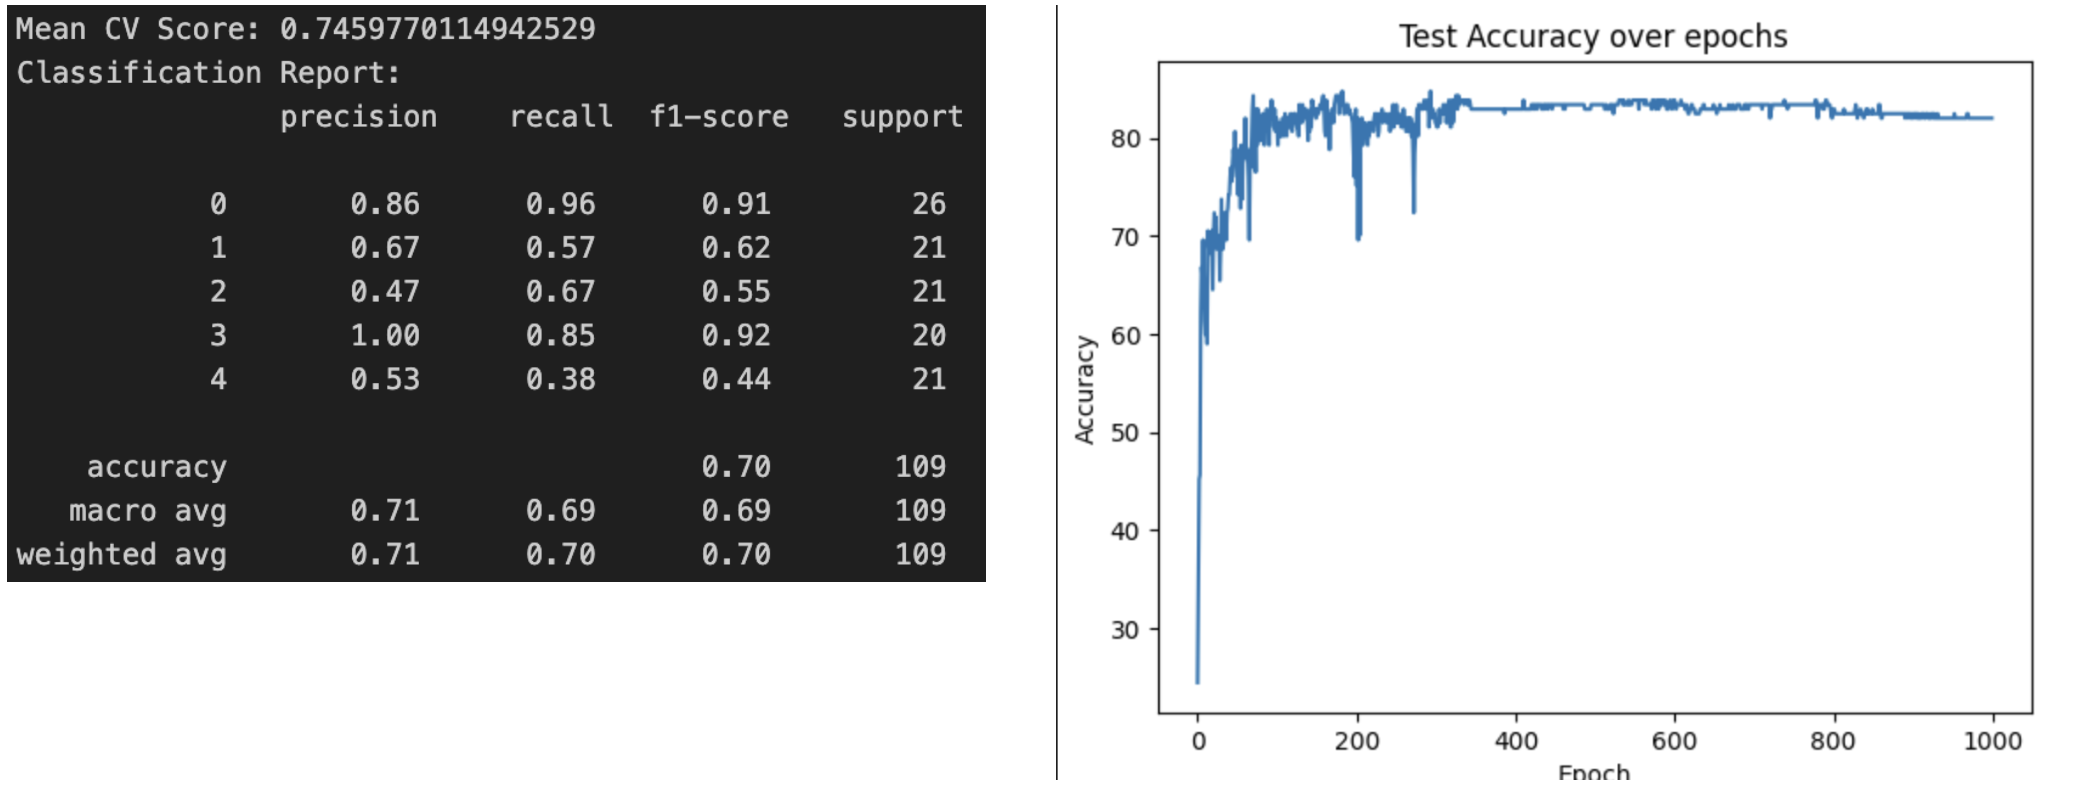 Mean CV Score: 0.7459770114942529
Classification Report:
precision recall f1-score support
0 0.86 0.96 0.91 26
1 0.67 0.57 0.62 21
2 0.47 0.67 0.55 21
3 1.00 0.85 0.92 20
4 0.53 0.38 0.44 21
accuracy 0.70 109
macro avg 0.71 0.69 0.69 109
weighted avg 0.71 0.70 0.70 109
Test Accuracy over epochs
Accuracy
80
70
60
50
40
30
0 200 400 600 800 1000
Epoch